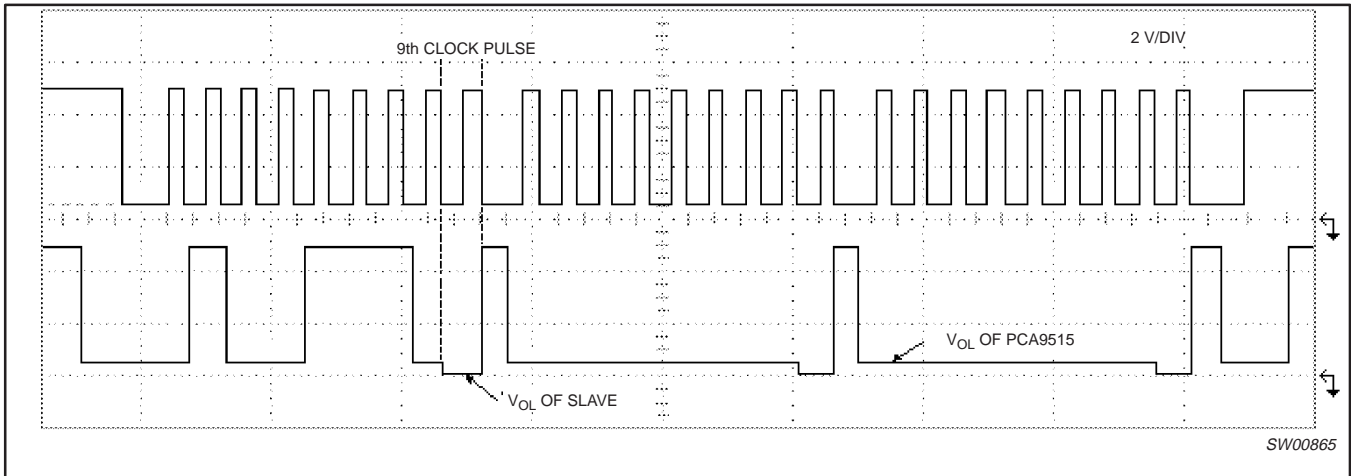 9th CLOCK PULSE
2 V/DIV
VOL OF PCA9515
VOL OF SLAVE
SW00865